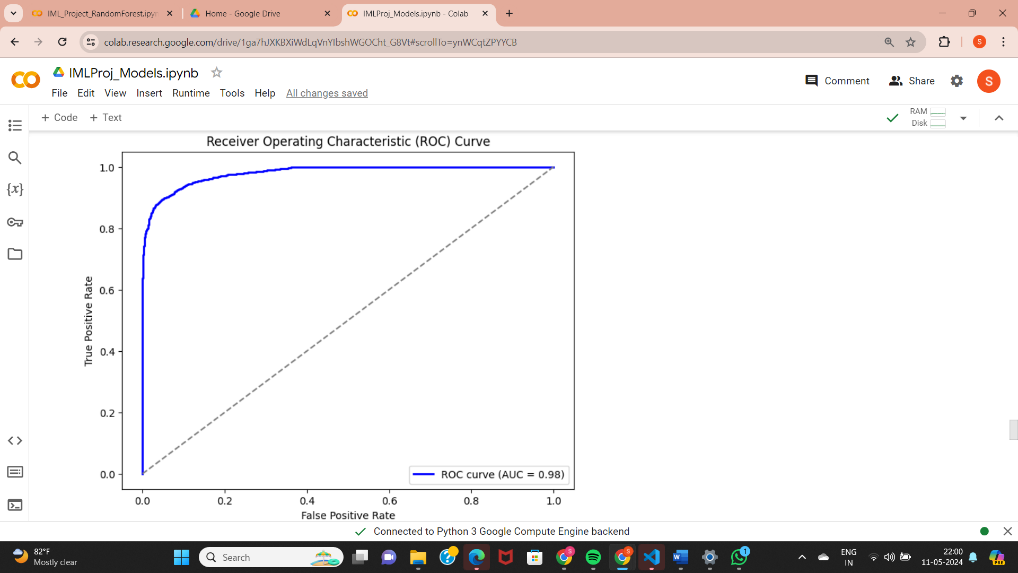 IML_Project_RandomForest.ipyn
Home - Google Drive
IMLProj_Models.ipynb - Colab
colab.research.google.com/drive/1ga7hJXKBXiWdLqVnYIbshWGOCht_G8Vt#scrollTo=ynWCqtZPYYCB
S
CO IMLProj_Models.ipynb
Comment
Share
S
File Edit View Insert Runtime Tools Help All changes saved
+ Code + Text
RAM
Disk
{x}
Receiver Operating Characteristic (ROC) Curve
True Positive Rate
1.0
0.8
0.6
0.4
0.2
0.0
ROC curve (AUC = 0.98)
0.0 0.2 0.4 0.6 0.8 1.0
False Positive Rate
Connected to Python 3 Google Compute Engine backend
82°F
Mostly clear
Search
ENG
IN
22:00
11-05-2024